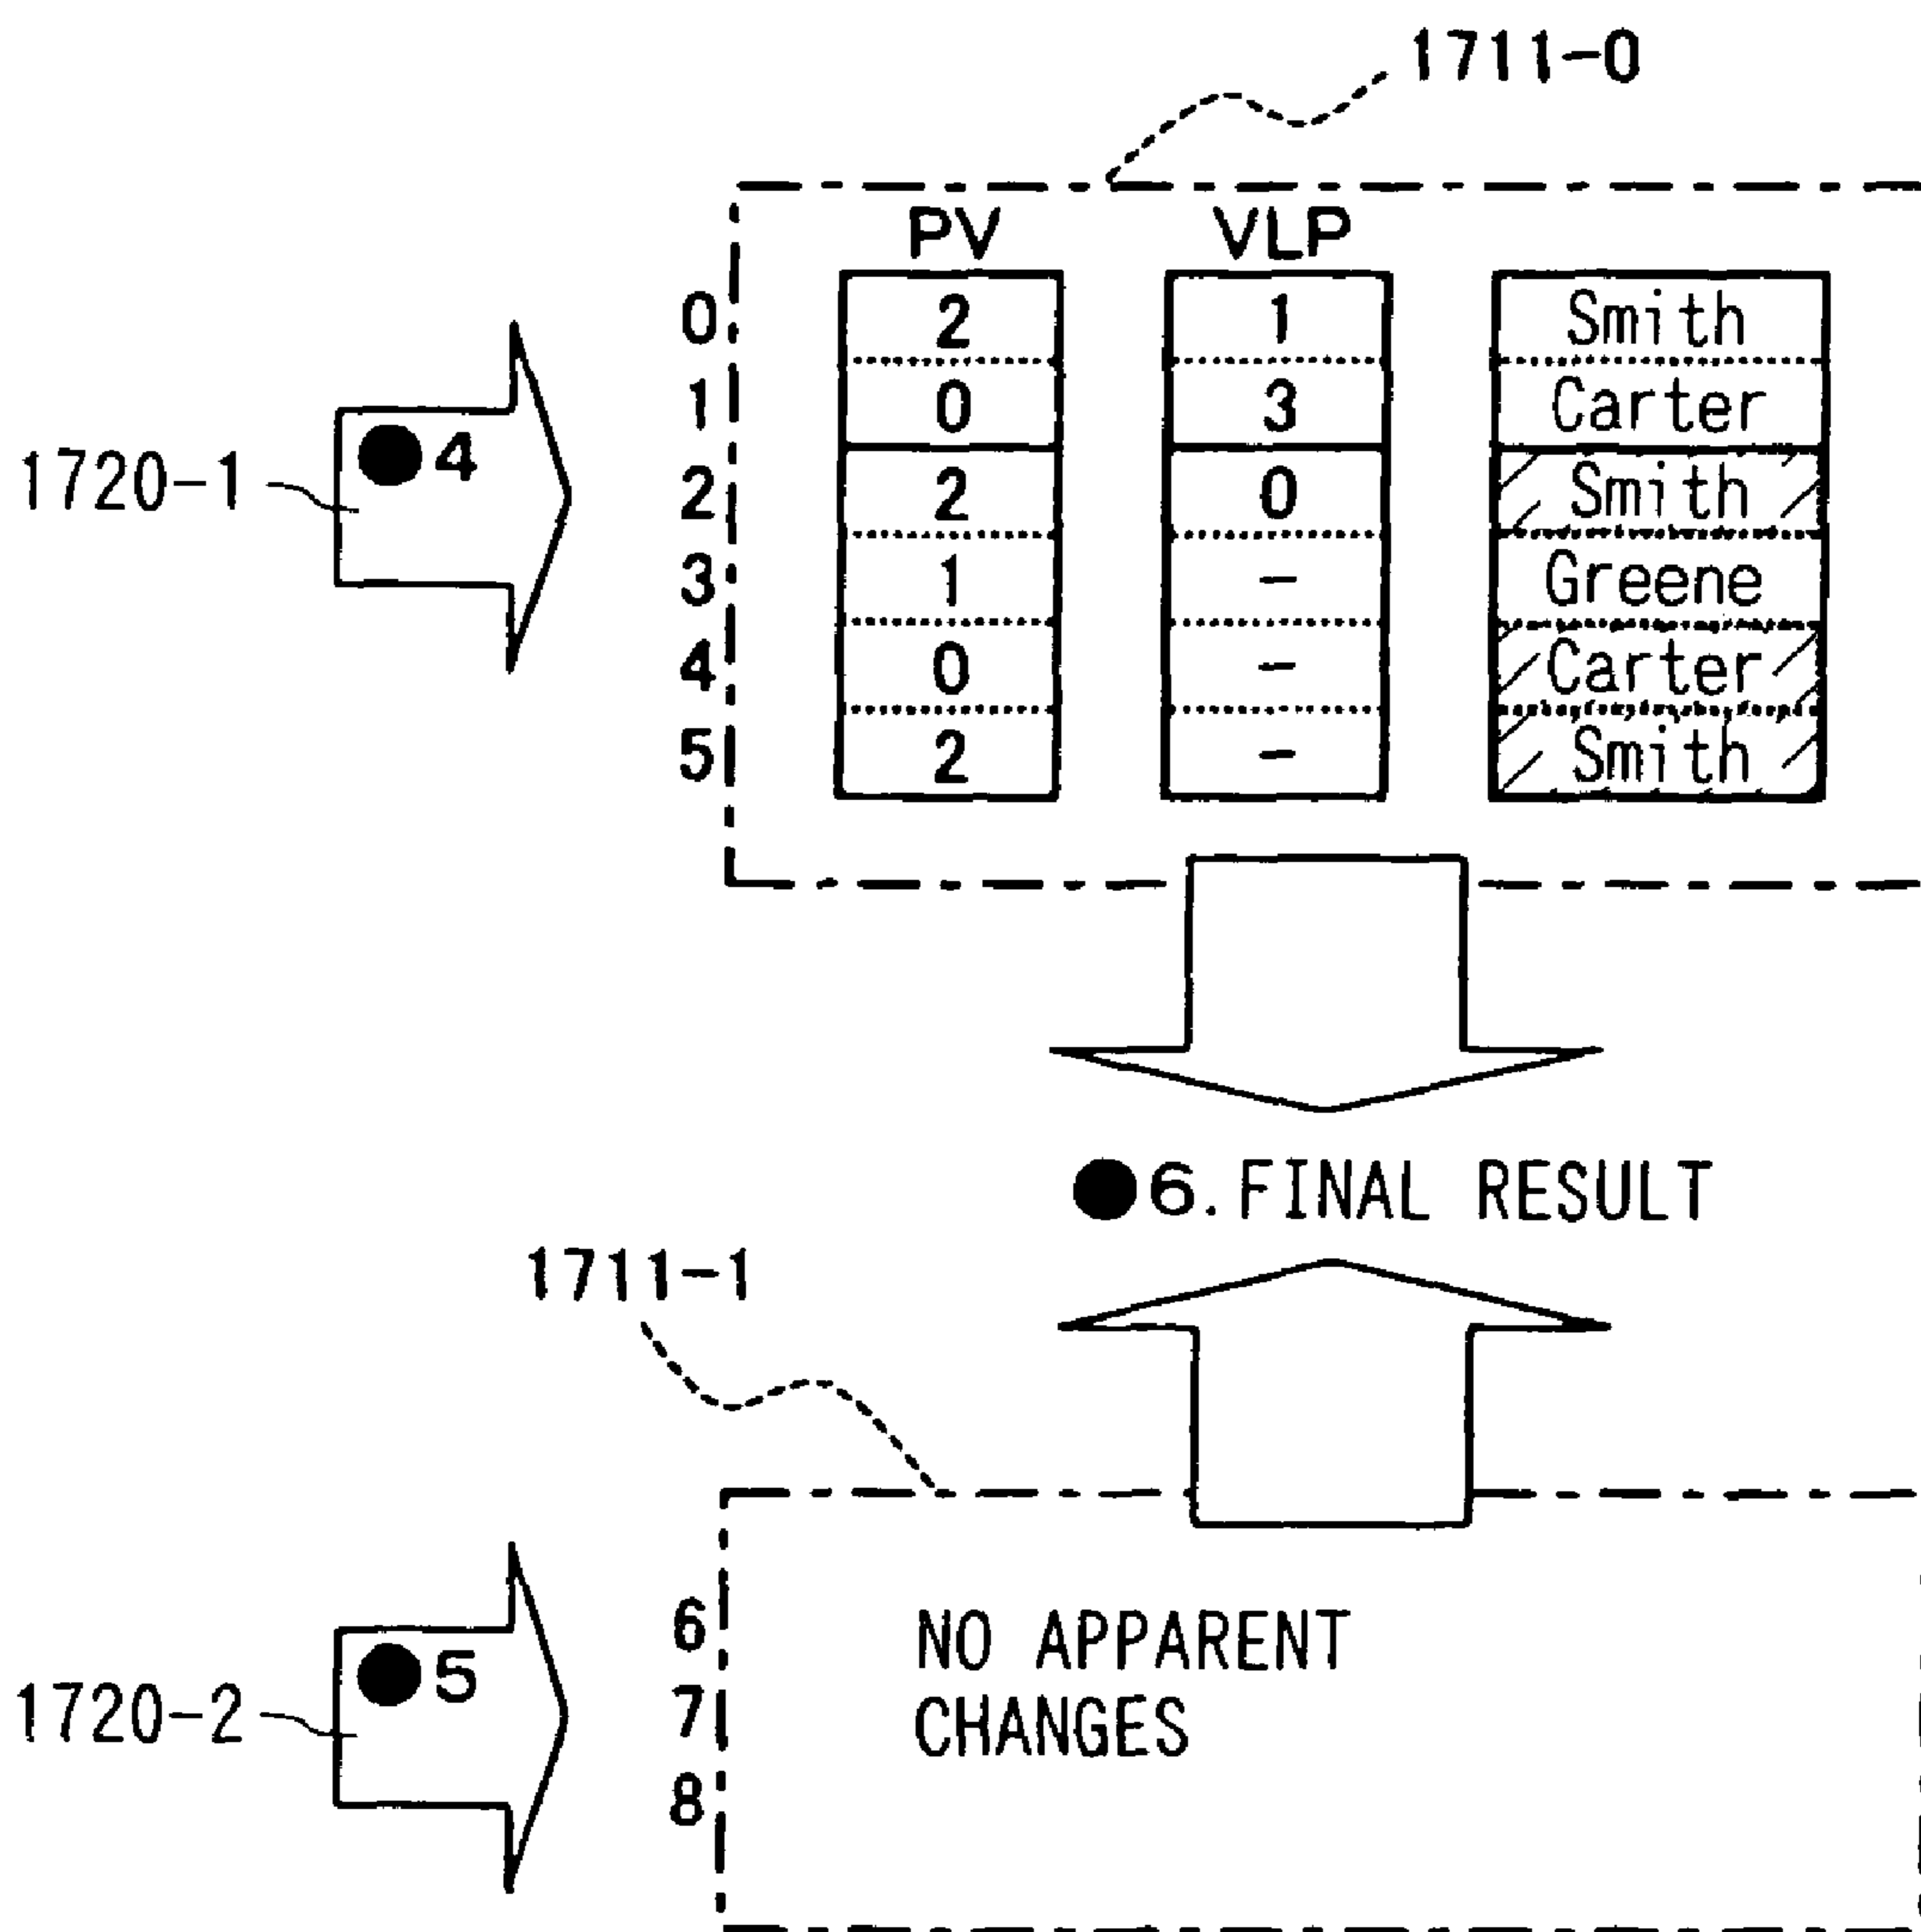 1711-0
PV VLP
0 2 1 Smith
1 0 3 Carter
2 2 0 Smith
3 1 - Greene
4 0 - Carter
5 2 - Smith
1720-1
●4
●6. FINAL RESULT
1711-1
1720-2
●5
6 NO APPARENT
7 CHANGES
8